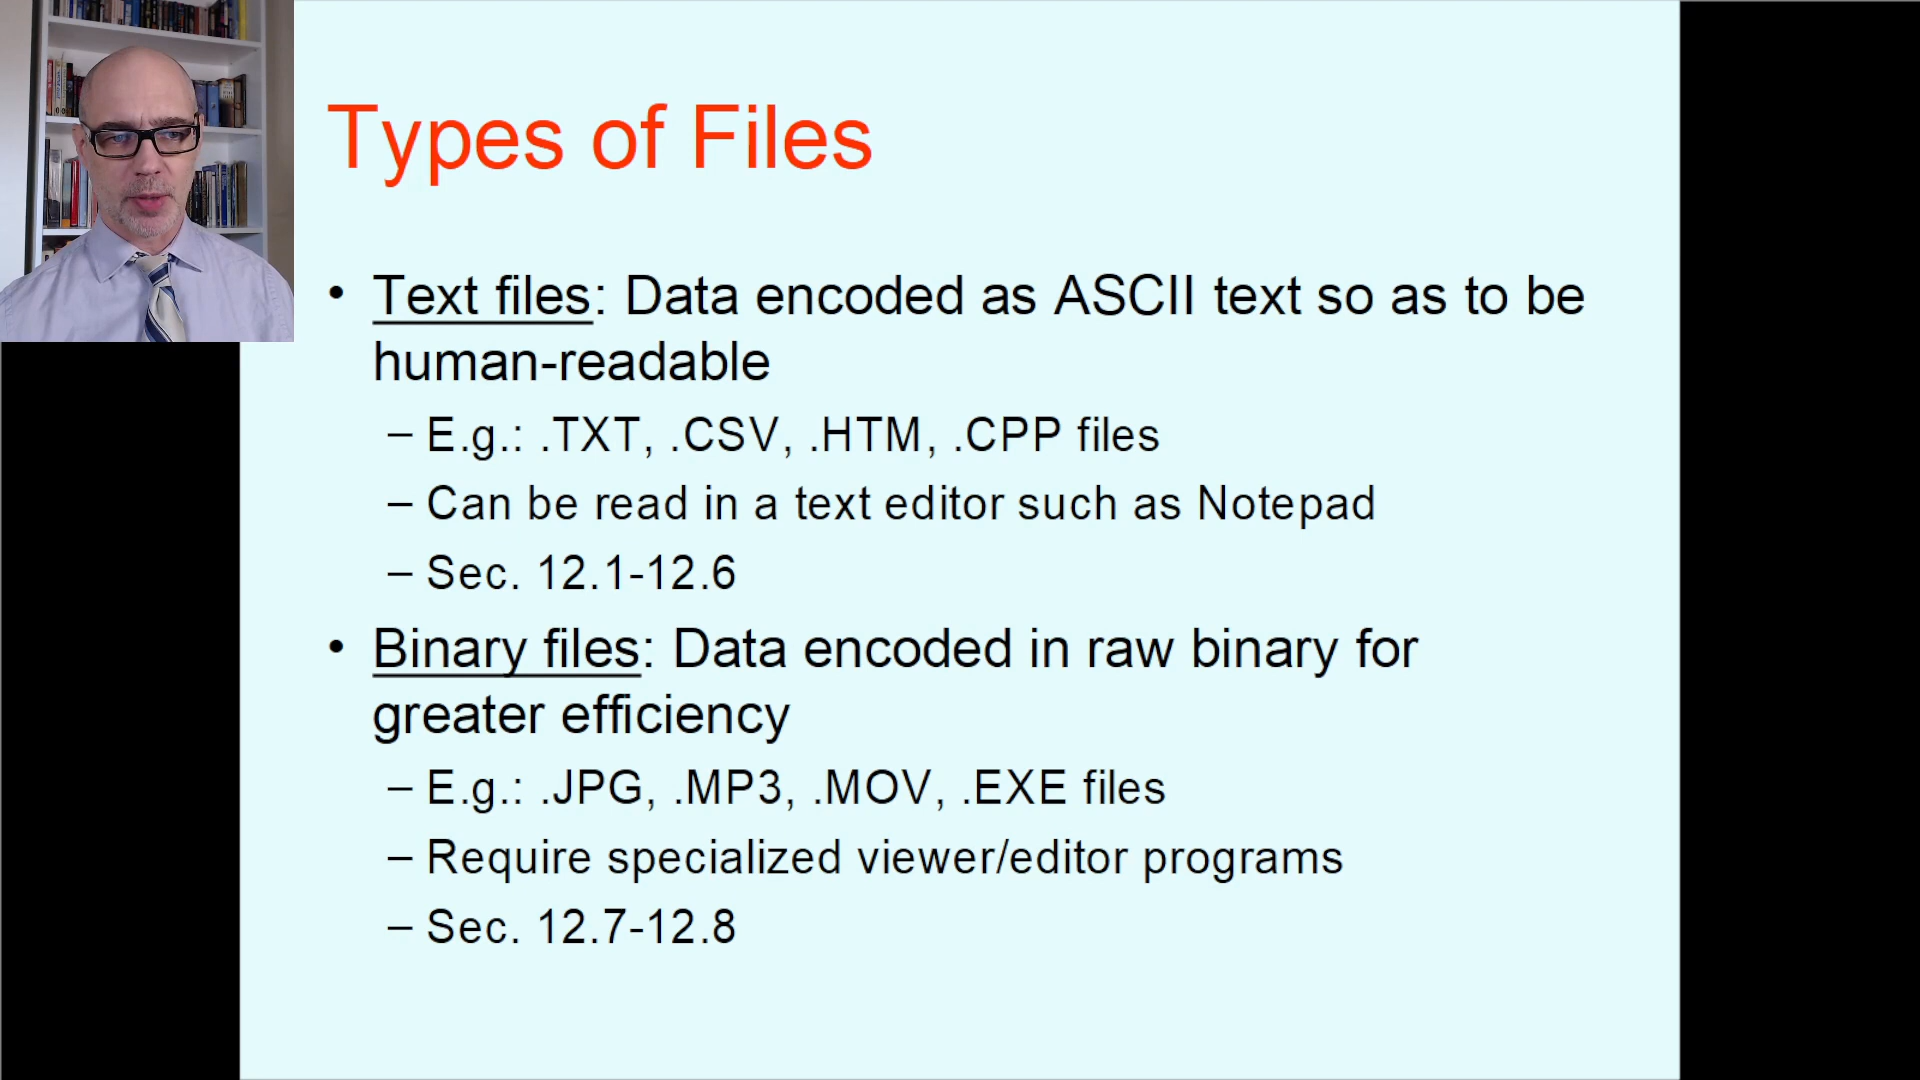 Types of Files
• Text files: Data encoded as ASCII text so as to be
human-readable
– E.g.: .TXT, .CSV, .HTM, .CPP files
– Can be read in a text editor such as Notepad
– Sec. 12.1-12.6
• Binary files: Data encoded in raw binary for
greater efficiency
– E.g.: .JPG, .MP3, .MOV, .EXE files
– Require specialized viewer/editor programs
– Sec. 12.7-12.8